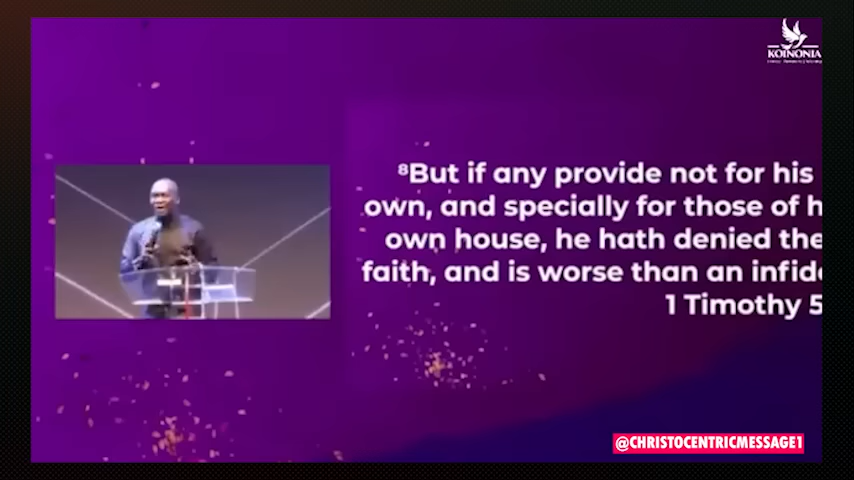 KOINONIA
⁸But if any provide not for his
own, and specially for those of h
own house, he hath denied the
faith, and is worse than an infid
1 Timothy 5
@CHRISTOCENTRICMESSAGE1